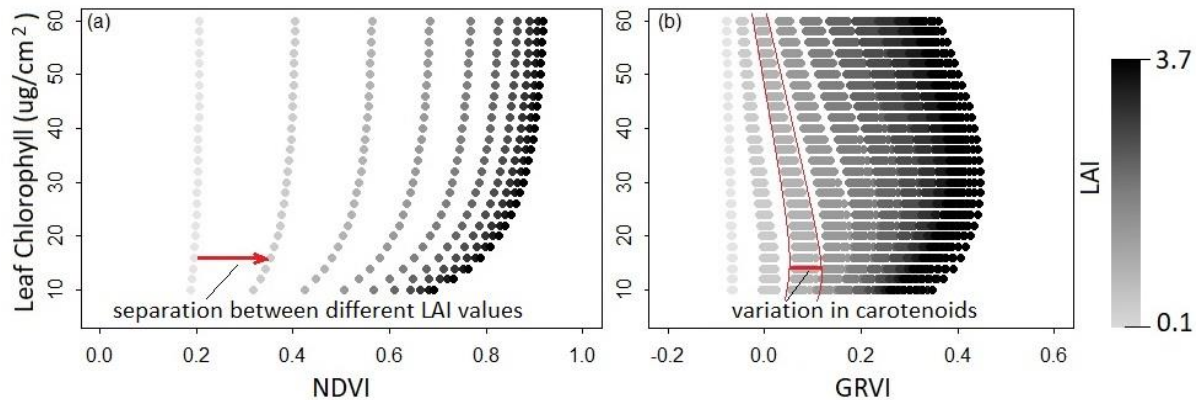 (a)
Leaf Chlorophyll (ug/cm²)
60
50
40
30
20
10
separation between different LAI values
0.0 0.2 0.4 0.6 0.8 1.0
NDVI
(b)
60
50
40
30
20
10
variation in carotenoids
-0.2 0.0 0.2 0.4 0.6
GRVI
LAI
3.7
0.1